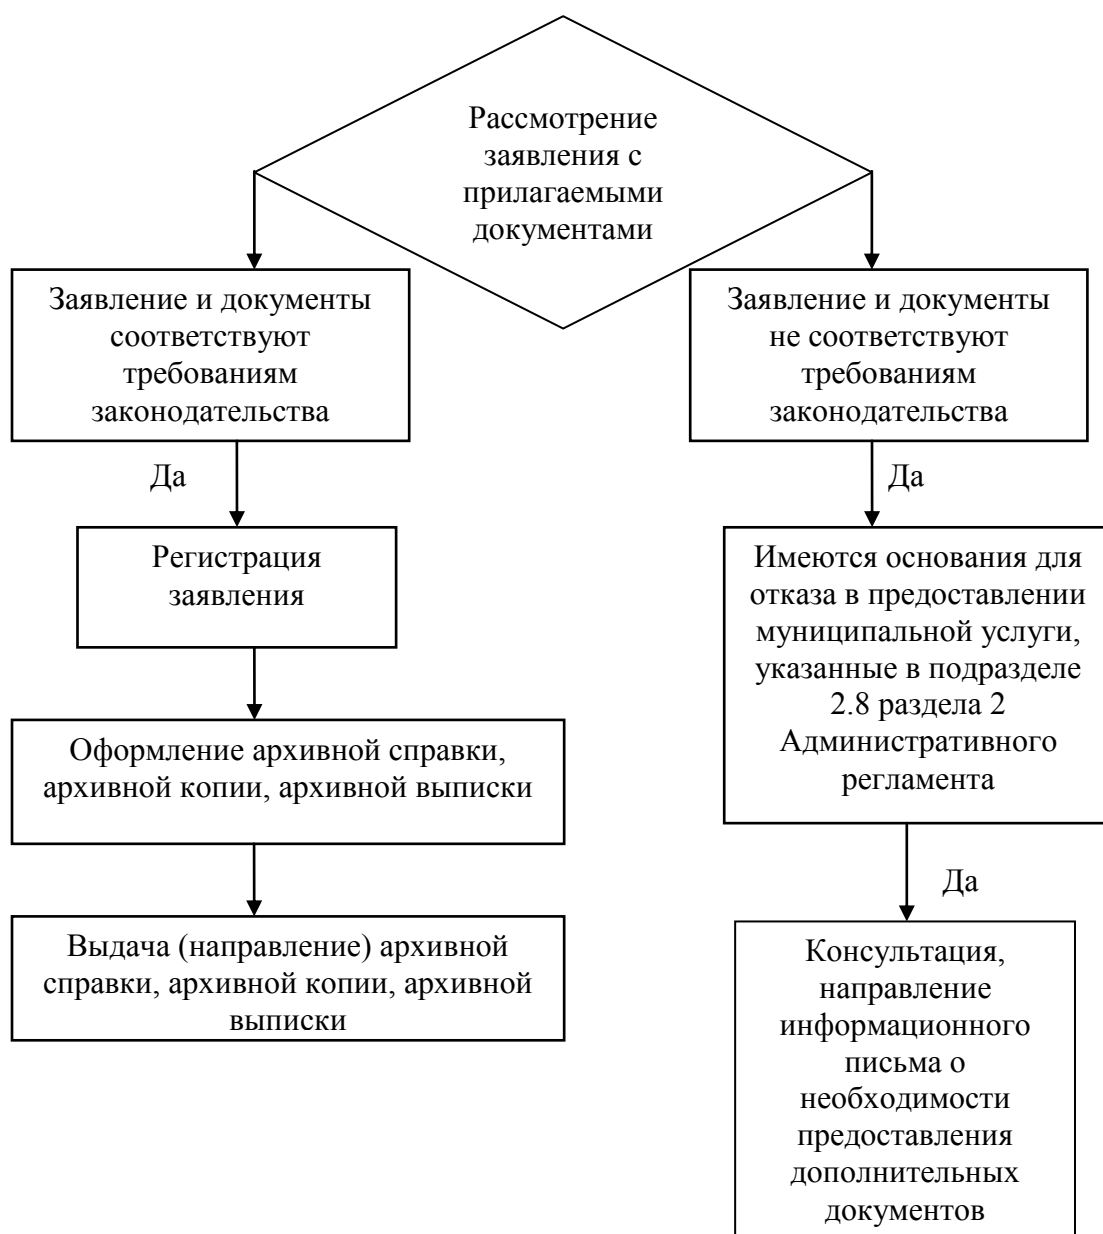 Рассмотрение
заявления с
прилагаемыми
документами
Заявление и документы
соответствуют
требованиям
законодательства
Заявление и документы
не соответствуют
требованиям
законодательства
Да
Да
Регистрация
заявления
Имеются основания для
отказа в предоставлении
муниципальной услуги,
указанные в подразделе
2.8 раздела 2
Административного
регламента
Оформление архивной справки,
архивной копии, архивной выписки
Да
Выдача (направление) архивной
справки, архивной копии, архивной
выписки
Консультация,
направление
информационного
письма о
необходимости
предоставления
дополнительных
документов